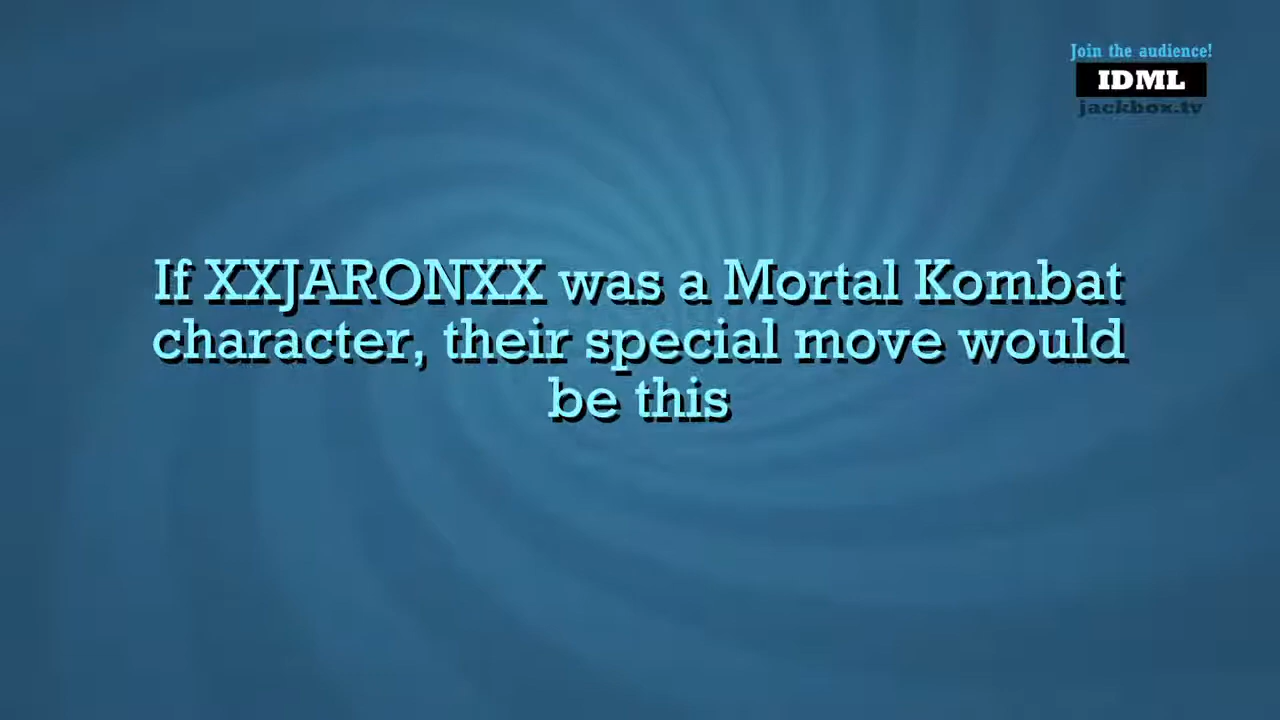 Join the audience!
IDML
jackbox.tv
If XXJARONXX was a Mortal Kombat
character, their special move would
be this